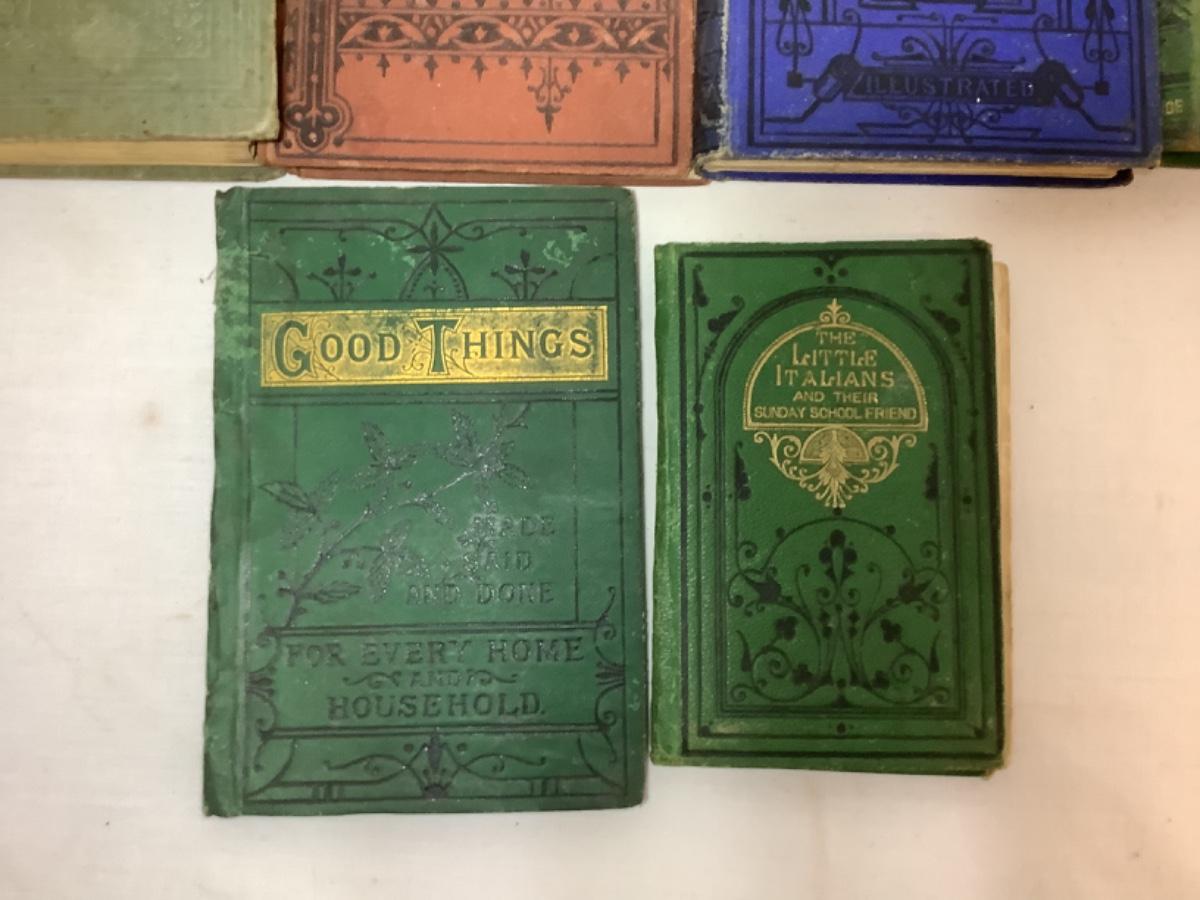 ILLUSTRATED
GOOD THINGS
MADE
SAID
AND DONE
FOR EVERY HOME
AND
HOUSEHOLD.
THE
LITTLE
ITALIANS
AND THEIR
SUNDAY SCHOOL FRIEND